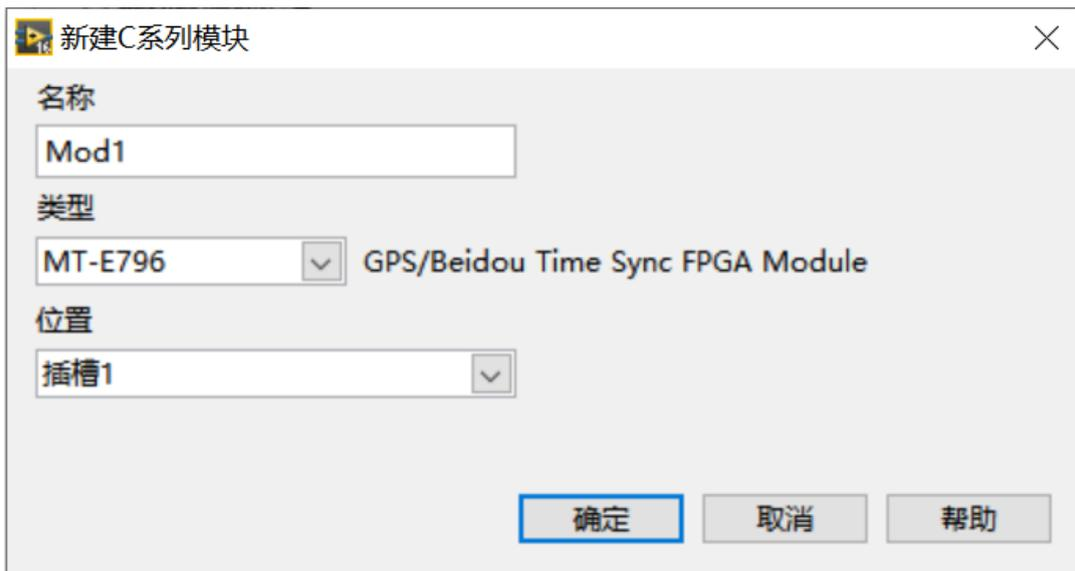 新建C系列模块
名称
Mod1
类型
MT-E796 GPS/Beidou Time Sync FPGA Module
位置
插槽1
确定 取消 帮助